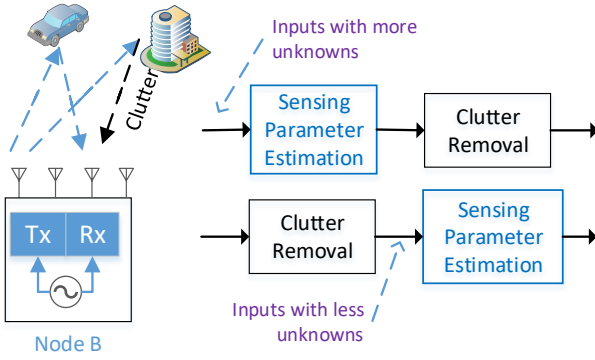 Clutter
Tx
Rx
Node B
Inputs with more
unknowns
Sensing
Parameter
Estimation
Clutter
Removal
Clutter
Removal
Sensing
Parameter
Estimation
Inputs with less
unknowns